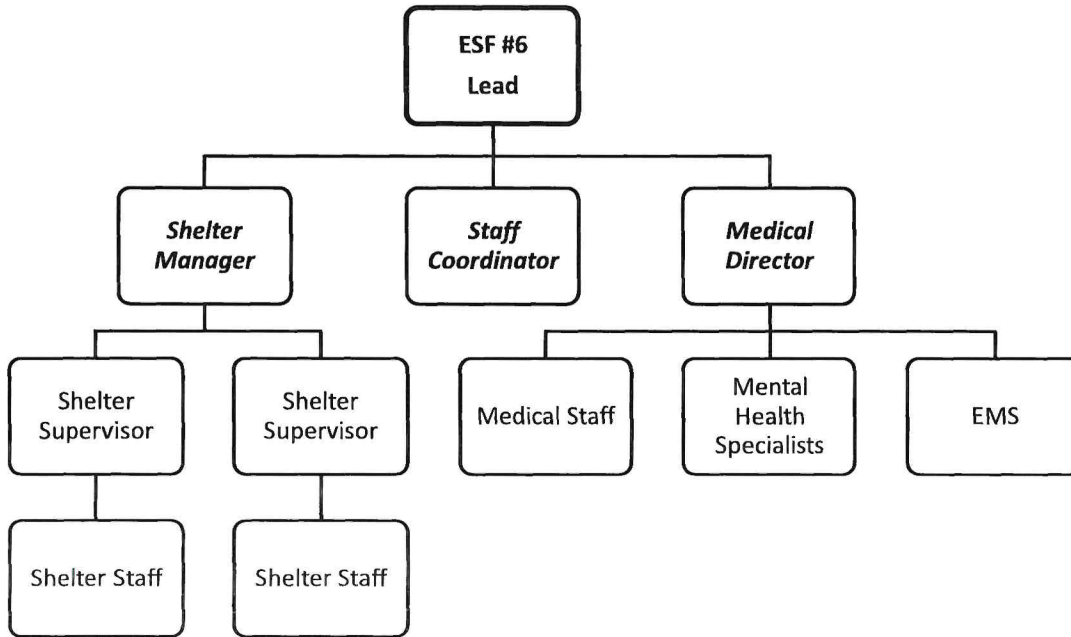 ESF #6
Lead
Shelter
Manager
Staff
Coordinator
Medical
Director
Shelter
Supervisor
Shelter
Supervisor
Medical Staff
Mental
Health
Specialists
EMS
Shelter Staff
Shelter Staff